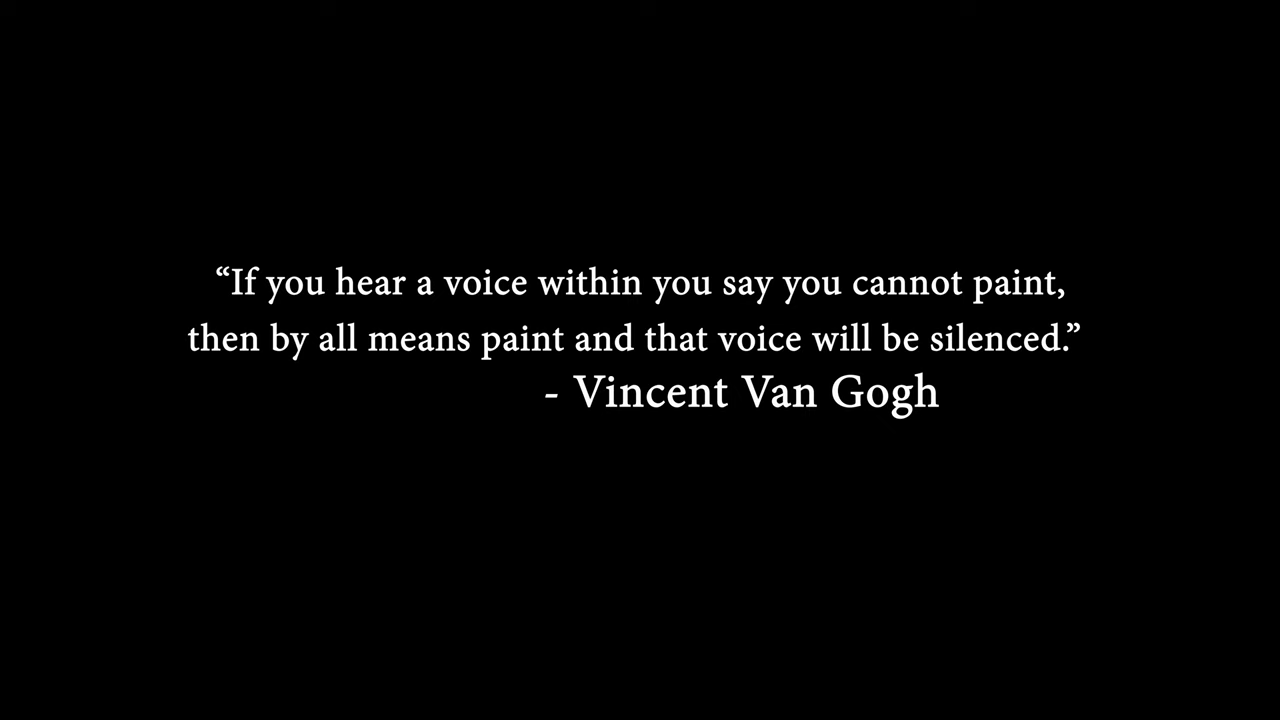 “If you hear a voice within you say you cannot paint,
then by all means paint and that voice will be silenced.”
- Vincent Van Gogh